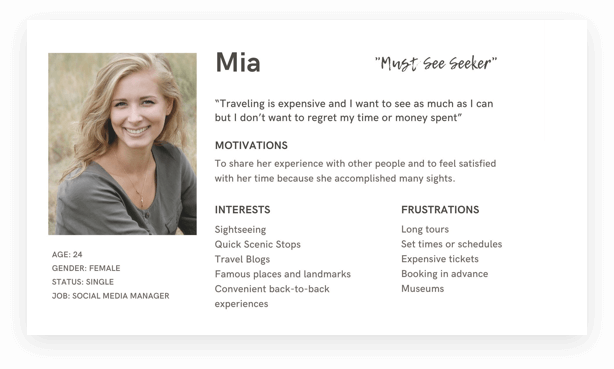 Mia
"Must See Seeker"
“Traveling is expensive and I want to see as much as I can
but I don’t want to regret my time or money spent”
MOTIVATIONS
To share her experience with other people and to feel satisfied
with her time because she accomplished many sights.
INTERESTS
Sightseeing
Quick Scenic Stops
Travel Blogs
Famous places and landmarks
Convenient back-to-back
experiences
FRUSTRATIONS
Long tours
Set times or schedules
Expensive tickets
Booking in advance
Museums
AGE: 24
GENDER: FEMALE
STATUS: SINGLE
JOB: SOCIAL MEDIA MANAGER